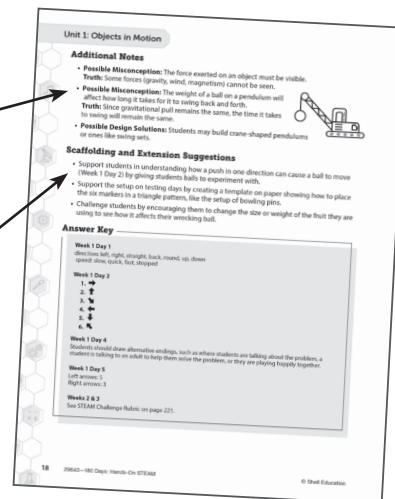 Unit 1: Objects in Motion
Additional Notes
• Possible Misconception: The force exerted on an object must be visible.
Truth: Some forces (gravity, wind, magnetism) cannot be seen.
• Possible Misconception: The weight of a ball on a pendulum will
affect how long it takes for it to swing back and forth.
Truth: Since gravitational pull remains the same, the time it takes
to swing will remain the same.
• Possible Design Solutions: Students may build crane-shaped pendulums
or ones like swing sets.
Scaffolding and Extension Suggestions
• Support students in understanding how a push in one direction can cause a ball to move
(Week 1 Day 2) by giving students balls to experiment with.
• Support the setup on testing days by creating a template on paper showing how to place
the six markers in a triangle pattern, like the setup of bowling pins.
• Challenge students by encouraging them to change the size or weight of the fruit they are
using to see how it affects their wrecking ball.
Answer Key
Week 1 Day 1
directions: left, right, straight, back, round, up, down
speed: slow, quick, fast, stopped
Week 1 Day 2
1. ➡
2. ⬆
3. ⬊
4. ⬅
5. ⬇
6. ⬉
Week 1 Day 4
Students should draw alternative endings, such as where students are talking about the problem, a
student is talking to an adult to help them solve the problem, or they are playing happily together.
Week 1 Day 5
Left arrows: 5
Right arrows: 3
Weeks 2 & 3
See STEAM Challenge Rubric on page 221.
18 29643—180 Days: Hands-On STEAM © Shell Education